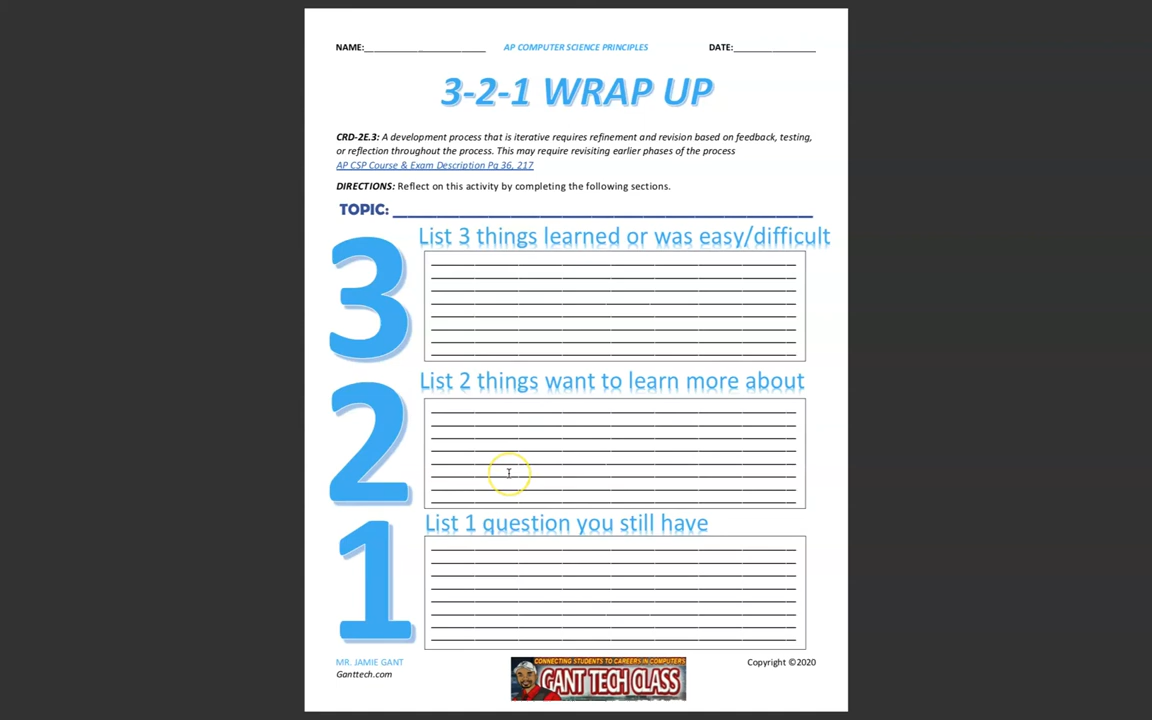 NAME:__________________________ AP COMPUTER SCIENCE PRINCIPLES DATE:__________________
3-2-1 WRAP UP
CRD-2E.3: A development process that is iterative requires refinement and revision based on feedback, testing,
or reflection throughout the process. This may require revisiting earlier phases of the process
AP CSP Course & Exam Description Pg 36, 217
DIRECTIONS: Reflect on this activity by completing the following sections.
TOPIC: ______________________________________________
3
List 3 things learned or was easy/difficult
2
List 2 things want to learn more about
1
List 1 question you still have
MR. JAMIE GANT
Ganttech.com
CONNECTING STUDENTS TO CAREERS IN COMPUTERS
GANT TECH CLASS
Copyright ©2020